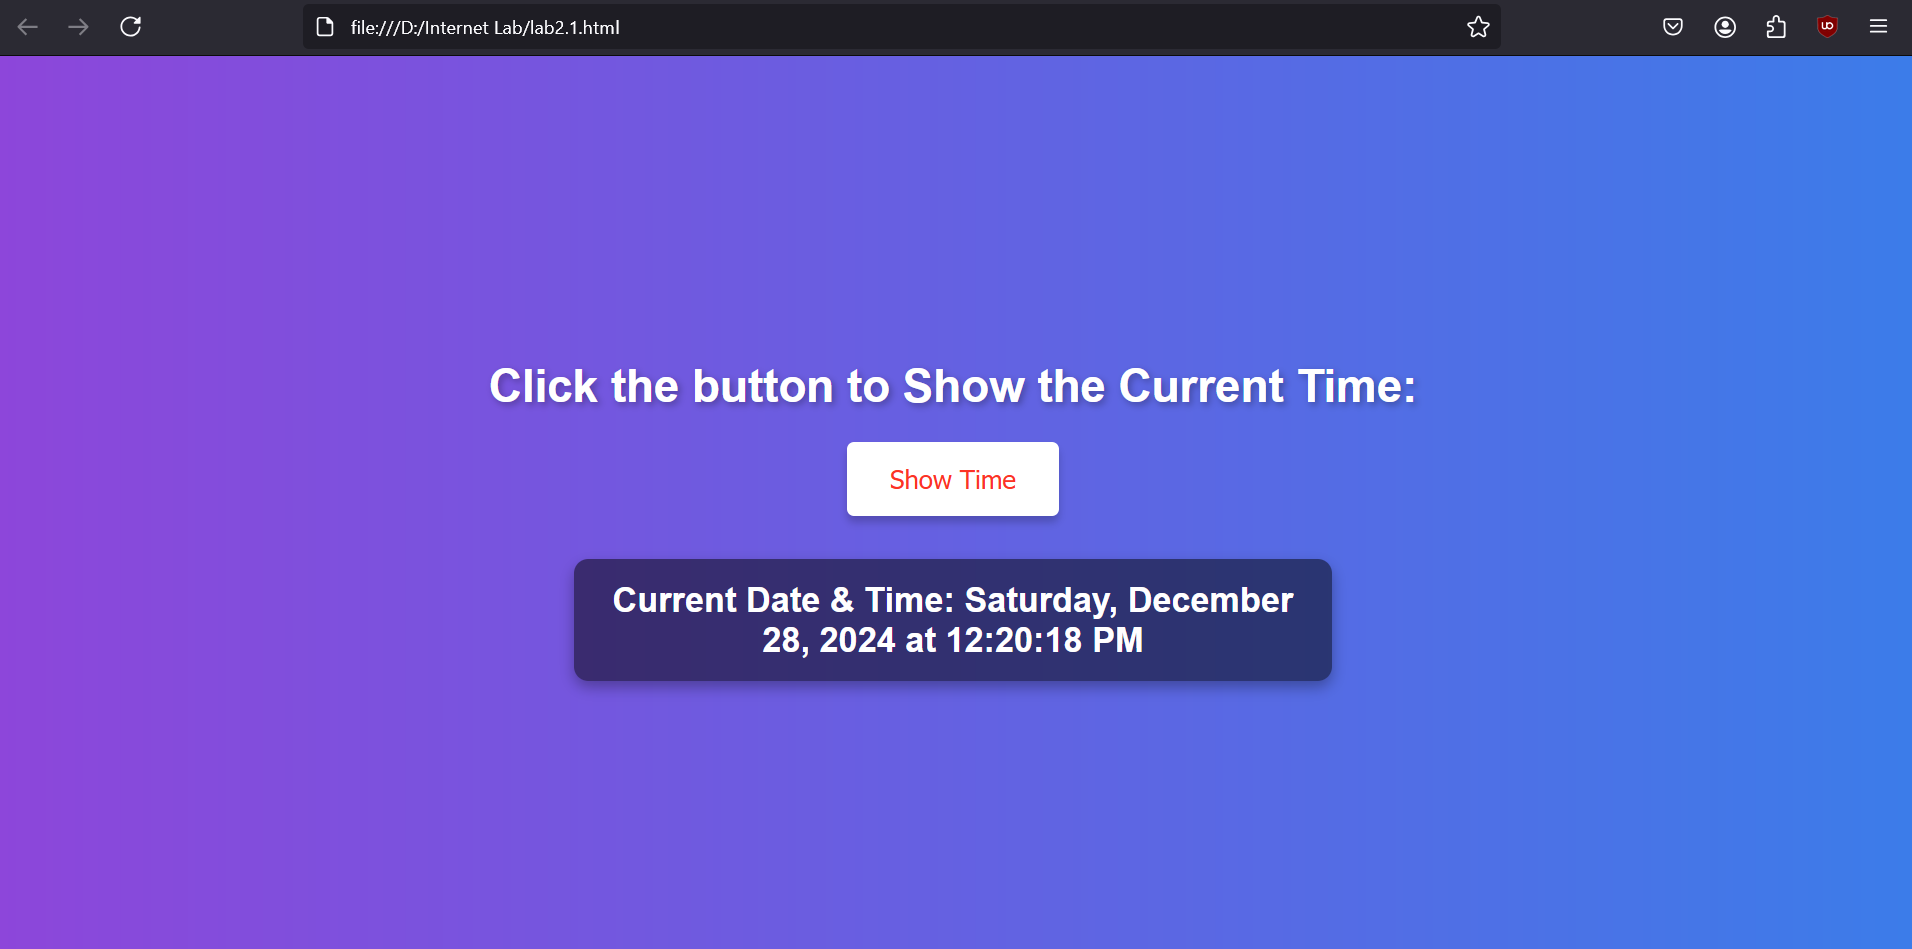 file:///D:/Internet Lab/lab2.1.html
Click the button to Show the Current Time:
Show Time
Current Date & Time: Saturday, December
28, 2024 at 12:20:18 PM